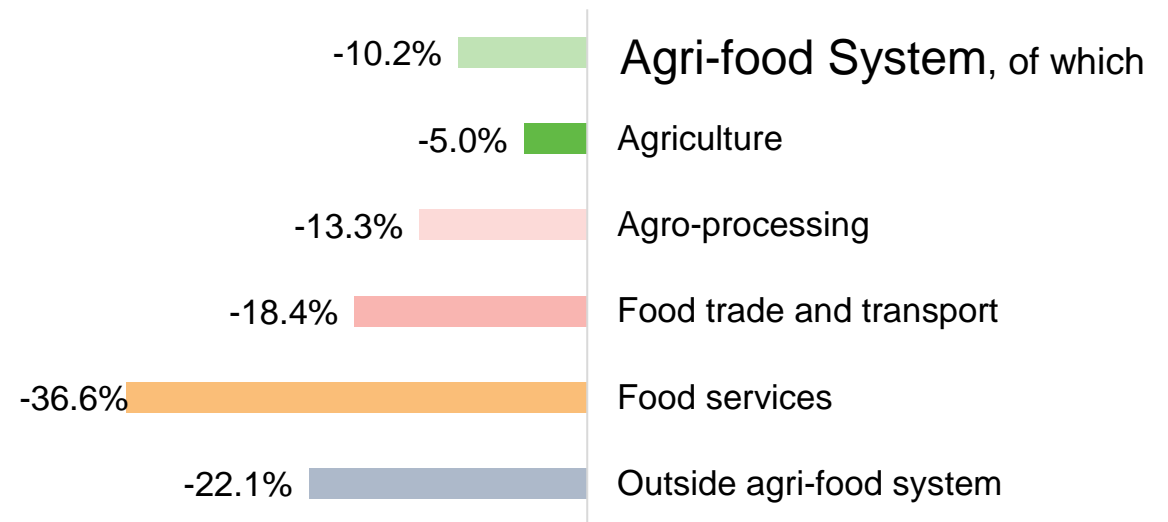 -10.2% Agri-food System, of which
-5.0% Agriculture
-13.3% Agro-processing
-18.4% Food trade and transport
-36.6% Food services
-22.1% Outside agri-food system